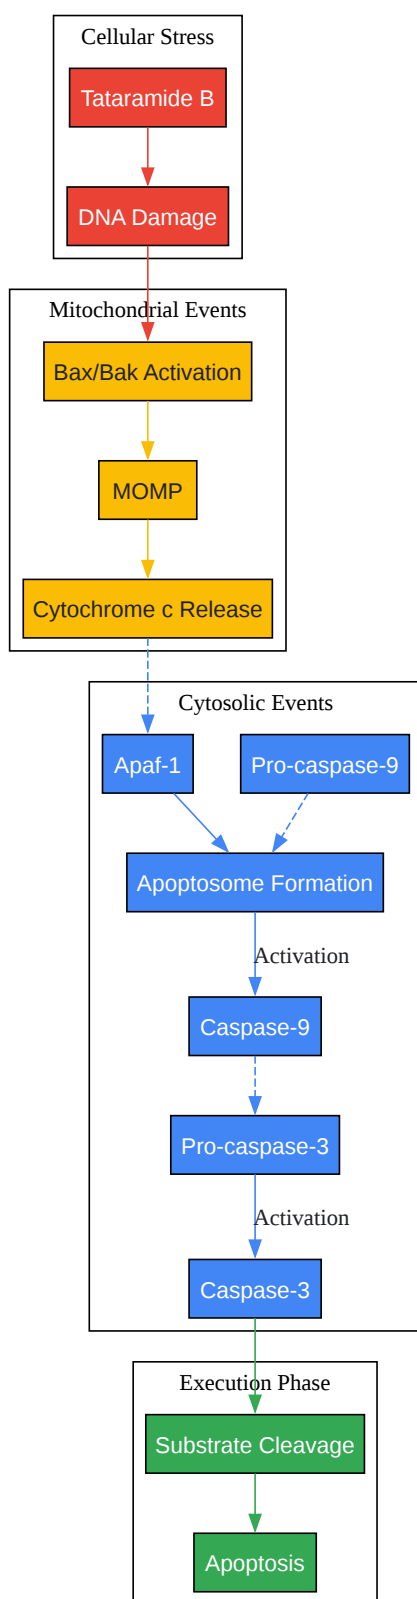 Cellular Stress
Tataramide B
DNA Damage
Mitochondrial Events
Bax/Bak Activation
MOMP
Cytochrome c Release
Cytosolic Events
Apaf-1
Pro-caspase-9
Apoptosome Formation
Activation
Caspase-9
Pro-caspase-3
Activation
Caspase-3
Execution Phase
Substrate Cleavage
Apoptosis